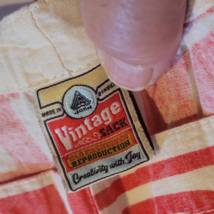 MADE IN
Vintage
SACK
REPRODUCTION
Creativity with Joy